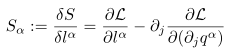 S_α := δS/δl^α = ∂ℒ/∂l^α − ∂_j ∂ℒ/∂(∂_j q^α)